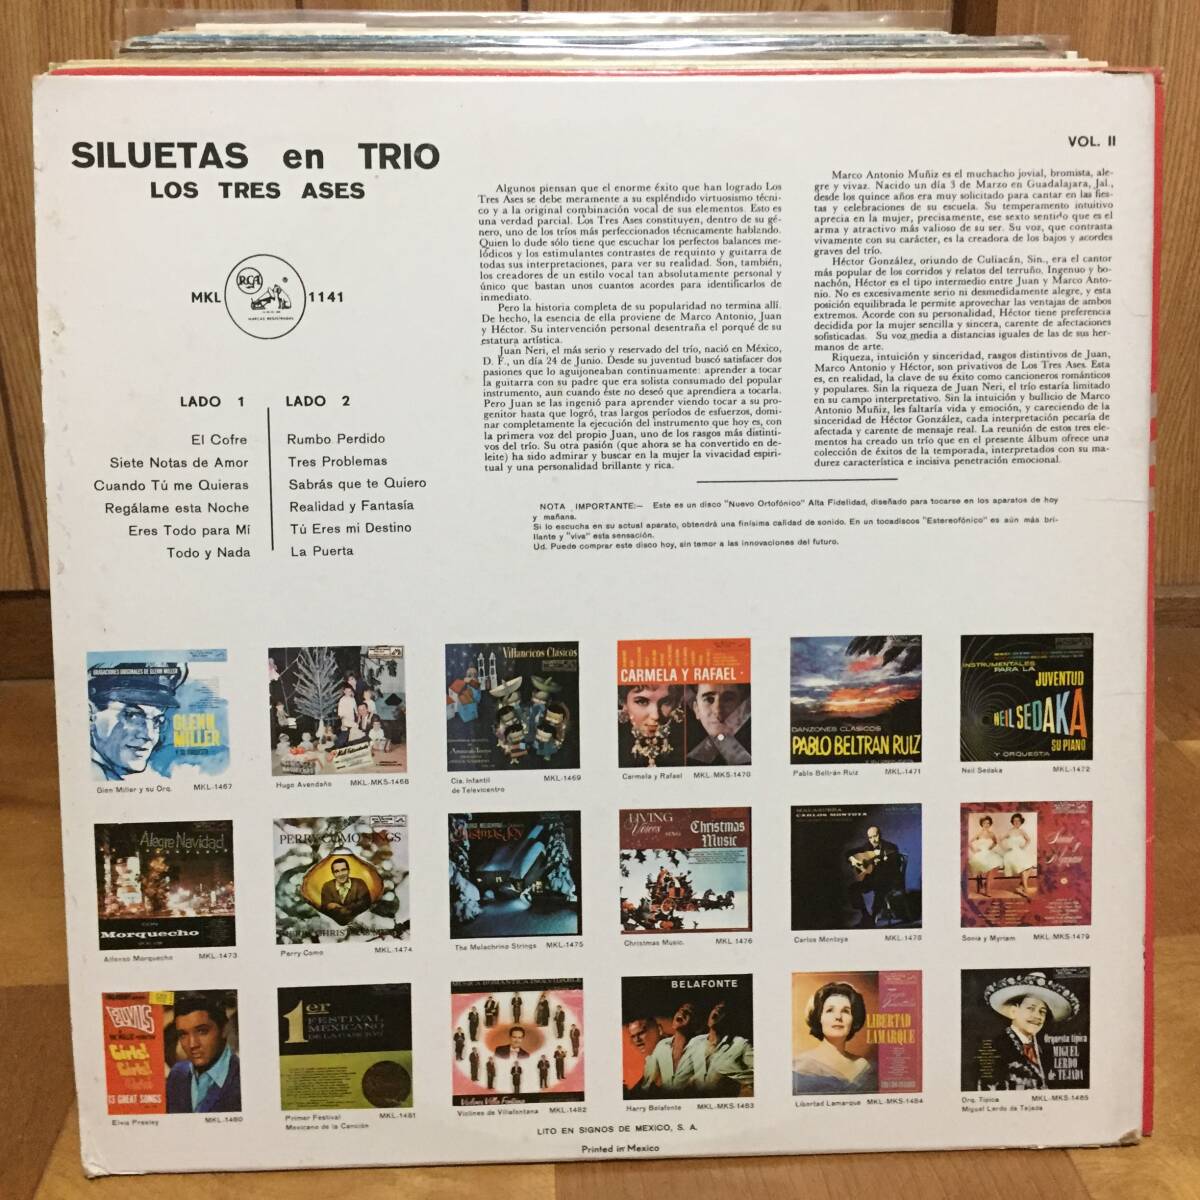 SILUETAS en TRIO
LOS TRES ASES
VOL. II
MKL RCA 1141
MARCAS REGISTRADAS
LADO 1
El Cofre
Siete Notas de Amor
Cuando Tú me Quieras
Regálame esta Noche
Eres Todo para Mí
Todo y Nada
LADO 2
Rumbo Perdido
Tres Problemas
Sabrás que te Quiero
Realidad y Fantasía
Tú Eres mi Destino
La Puerta
Algunos piensan que el enorme éxito que han logrado Los
Tres Ases se debe meramente a su espléndido virtuosismo técni-
co y a la original combinación vocal de sus elementos. Esto es
una verdad parcial. Los Tres Ases constituyen, dentro de su gé-
nero, uno de los tríos más perfeccionados técnicamente hablando.
Quien lo dude sólo tiene que escuchar los perfectos balances me-
lódicos y los estimulantes contrastes de requinto y guitarra de
todas sus interpretaciones, para ver su realidad. Son, también,
los creadores de un estilo vocal tan absolutamente personal y
único que bastan unos cuantos acordes para identificarlos de
inmediato.
Pero la historia completa de su popularidad no termina allí.
De hecho, la esencia de ella proviene de Marco Antonio, Juan
y Héctor. Su intervención personal desentraña el porqué de su
estatura artística.
Juan Neri, el más serio y reservado del trío, nació en México,
D. F., un día 24 de Junio. Desde su juventud buscó satisfacer dos
pasiones que lo aguijoneaban continuamente: aprender a tocar
la guitarra con su padre que era solista consumado del popular
instrumento, aun cuando éste no deseó que aprendiera a tocarla.
Pero Juan se las ingenió para aprender viendo tocar a su pro-
genitor hasta que logró, tras largos períodos de esfuerzos, domi-
nar completamente la ejecución del instrumento que hoy es, con
la primera voz del propio Juan, uno de los rasgos más distinti-
vos del trío. Su otra pasión (que ahora se ha convertido en de-
leite) ha sido admirar y buscar en la mujer la vivacidad espiri-
tual y una personalidad brillante y rica.
Marco Antonio Muñiz es el muchacho jovial, bromista, ale-
gre y vivaz. Nacido un día 3 de Marzo en Guadalajara, Jal.,
desde los quince años era muy solicitado para cantar en las fies-
tas y celebraciones de su escuela. Su temperamento intuitivo
aprecia en la mujer, precisamente, ese sexto sentido que es el
arma y atractivo más valioso de su ser. Su voz, que contrasta
vivamente con su carácter, es la creadora de los bajos y acordes
graves del trío.
Héctor González, oriundo de Culiacán, Sin., era el cantor
más popular de los corridos y relatos del terruño. Ingenuo y bo-
nachón, Héctor es el tipo intermedio entre Juan y Marco Anto-
nio. No es excesivamente serio ni desmedidamente alegre, y esta
posición equilibrada le permite aprovechar las ventajas de ambos
extremos. Acorde con su personalidad, Héctor tiene preferencia
decidida por la mujer sencilla y sincera, carente de afectaciones
sofisticadas. Su voz media a distancias iguales de las de sus her-
manos de arte.
Riqueza, intuición y sinceridad, rasgos distintivos de Juan,
Marco Antonio y Héctor, son privativos de Los Tres Ases. Esta
es, en realidad, la clave de su éxito como cancioneros románticos
y populares. Sin la riqueza de Juan Neri, el trío estaría limitado
en su campo interpretativo. Sin la intuición y bullicio de Marco
Antonio Muñiz, les faltaría vida y emoción, y careciendo de la
sinceridad de Héctor González, cada interpretación pecaría de
afectada y carente de mensaje real. La reunión de estos tres ele-
mentos ha creado un trío que en el presente álbum ofrece una
colección de éxitos de la temporada, interpretados con su ma-
durez característica e incisiva penetración emocional.
NOTA IMPORTANTE:— Este es un disco "Nuevo Ortofónico" Alta Fidelidad, diseñado para tocarse en los aparatos de hoy
y mañana.
Si lo escucha en su actual aparato, obtendrá una finísima calidad de sonido. En un tocadiscos "Estereofónico" es aún más bri-
llante y "viva" esta sensación.
Ud. Puede comprar este disco hoy, sin temor a las innovaciones del futuro.
GRABACIONES ORIGINALES DE GLENN MILLER
GLENN MILLER
Glen Miller y su Orq. MKL-1467
Hugo Avendaño MKL-MKS-1468
Villancicos Clásicos
Cía. Infantil MKL-1469
de Televicentro
CARMELA Y RAFAEL
Carmela y Rafael MKL-MKS-1470
DANZONES CLASICOS
PABLO BELTRAN RUIZ
Pablo Beltrán Ruiz MKL-1471
INSTRUMENTALES
PARA LA
JUVENTUD
NEIL SEDAKA
SU PIANO
Y ORQUESTA
Neil Sedaka MKL-1472
Alegre Navidad
CON
Morquecho
Alfonso Morquecho MKL-1473
PERRY COMO SINGS
MERRY CHRISTMAS MUSIC
Perry Como MKL-1474
Christmas Joy
The Melachrino Strings MKL-1475
LIVING
Voices SING
Christmas
Music
Christmas Music. MKL-1476
MALAGUEÑA
CARLOS MONTOYA
Carlos Montoya MKL-1478
Sonia y Myriam
Sonia y Myriam MKL-MKS-1479
ELVIS
Girls!
Girls!
13 GREAT SONGS
Elvis Presley MKL-1480
1er
FESTIVAL
MEXICANO
DE LA CANCION
Primer Festival MKL-1481
Mexicano de la Canción
MUSICA ROMANTICA INOLVIDABLE
Violines Villa Fontana
Violines de Villafontana MKL-1482
BELAFONTE
Harry Belafonte MKL-MKS-1483
LIBERTAD
LAMARQUE
Libertad Lamarque MKL-MKS-1484
Orquesta típica
MIGUEL
LERDO
de TEJADA
Orq. Típica MKL-MKS-1485
Miguel Lerdo de Tejada
LITO EN SIGNOS DE MEXICO, S. A.
Printed in Mexico